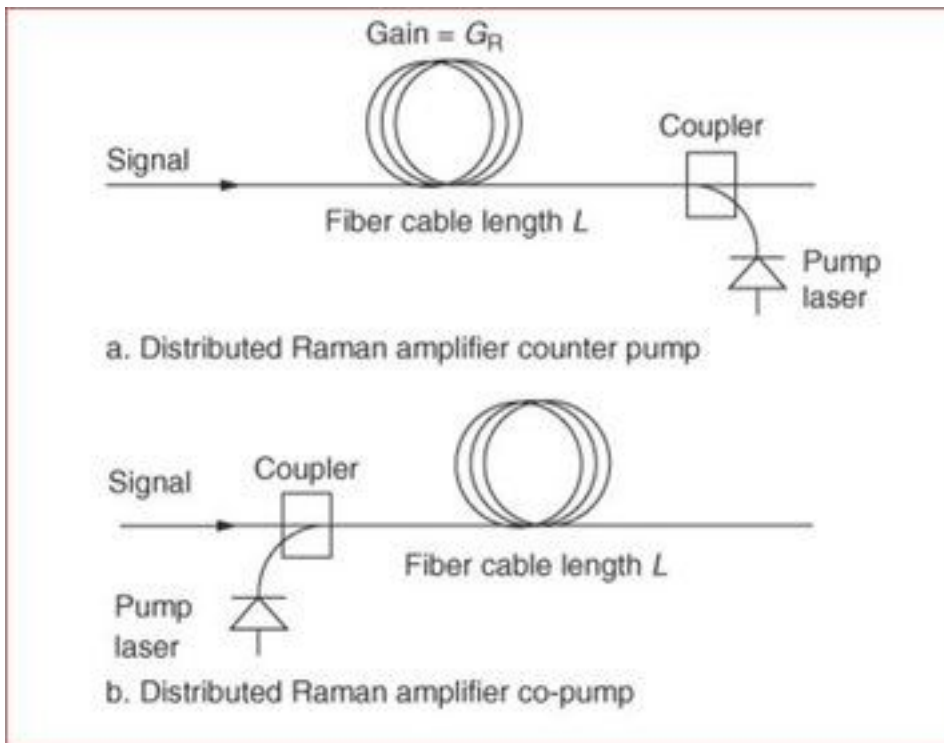 Gain = G_R
Coupler
Signal
Fiber cable length L
Pump
laser
a. Distributed Raman amplifier counter pump
Coupler
Signal
Fiber cable length L
Pump
laser
b. Distributed Raman amplifier co-pump